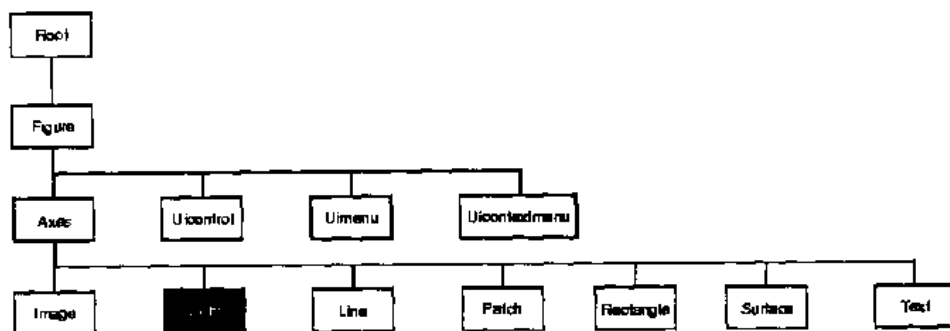 Root
Figure
Axes Uicontrol Uimenu Uicontextmenu
Image Line Patch Rectangle Surface Text